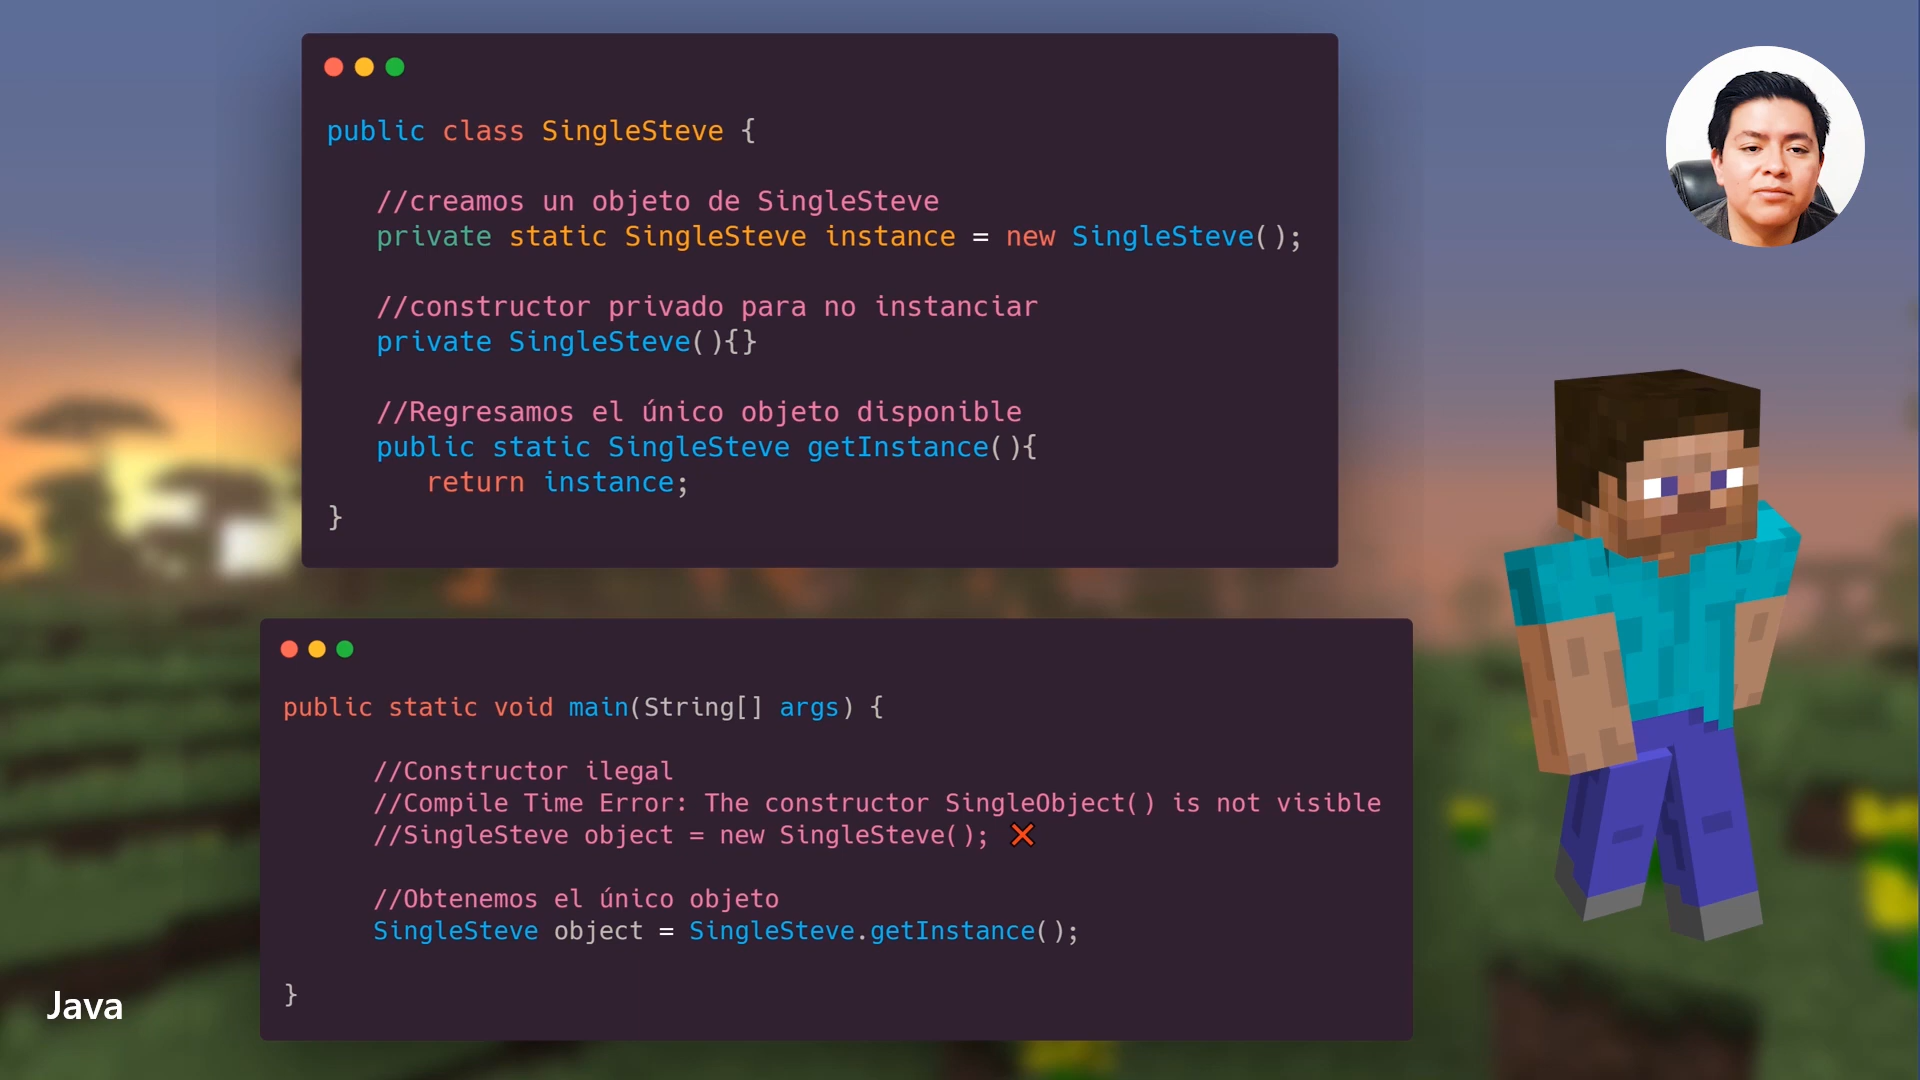 public class SingleSteve {
//creamos un objeto de SingleSteve
private static SingleSteve instance = new SingleSteve();
//constructor privado para no instanciar
private SingleSteve(){}
//Regresamos el único objeto disponible
public static SingleSteve getInstance(){
return instance;
}
public static void main(String[] args) {
//Constructor ilegal
//Compile Time Error: The constructor SingleObject() is not visible
//SingleSteve object = new SingleSteve(); ❌
//Obtenemos el único objeto
SingleSteve object = SingleSteve.getInstance();
}
Java